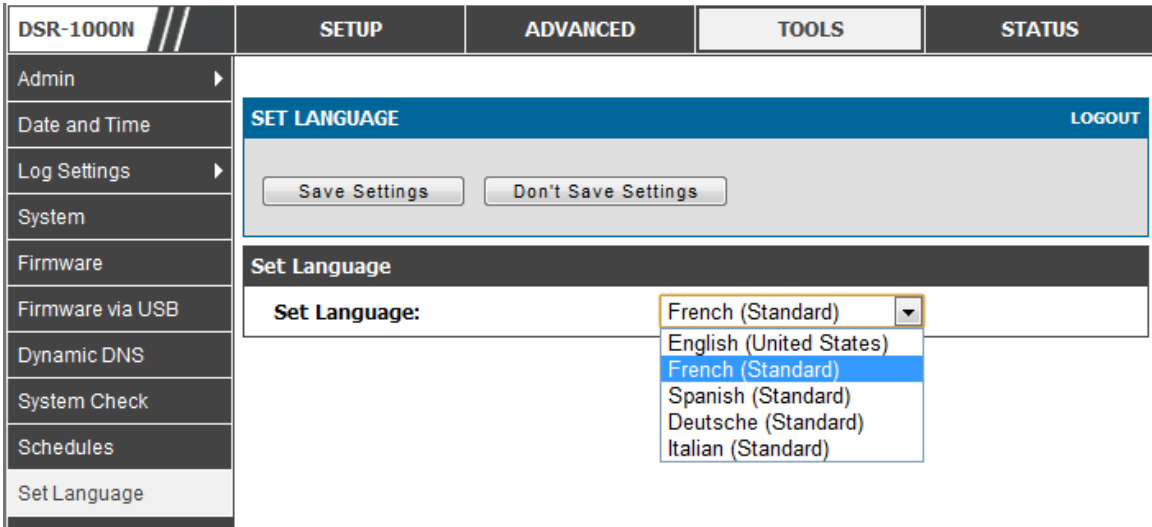 DSR-1000N SETUP ADVANCED TOOLS STATUS
Admin
Date and Time
Log Settings
System
Firmware
Firmware via USB
Dynamic DNS
System Check
Schedules
Set Language
SET LANGUAGE LOGOUT
Save Settings Don't Save Settings
Set Language
Set Language: French (Standard)
English (United States)
French (Standard)
Spanish (Standard)
Deutsche (Standard)
Italian (Standard)